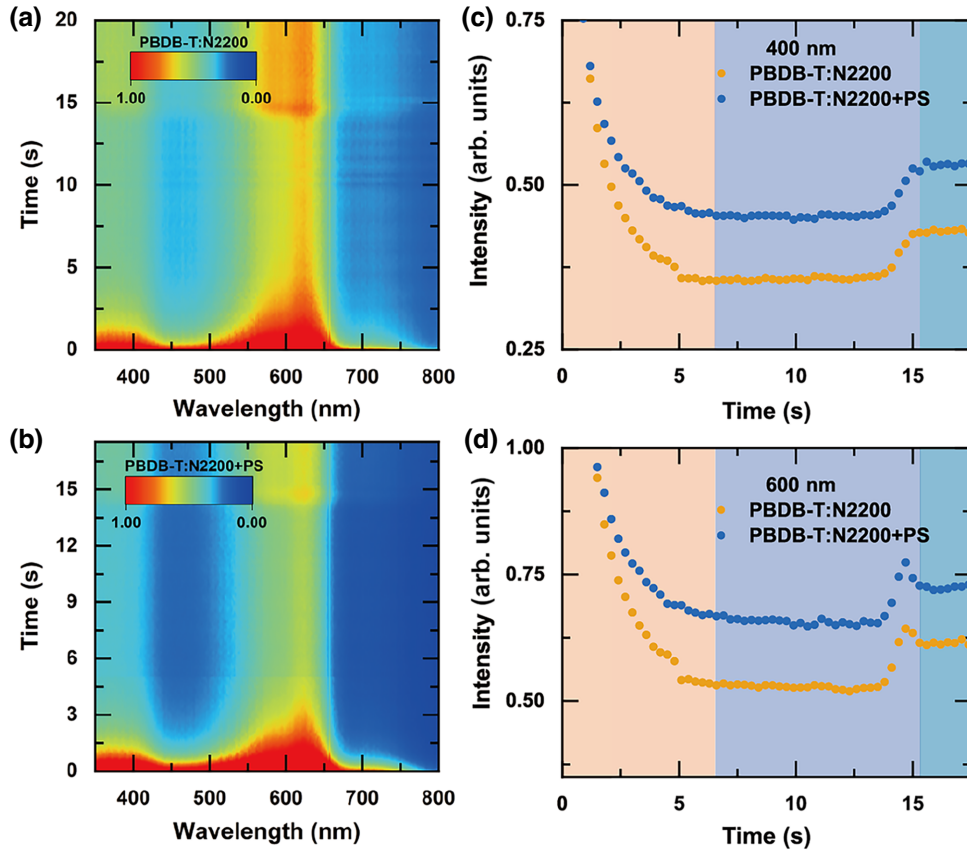 (a)
PBDB-T:N2200
1.00 0.00
20
15
10
5
0
Time (s)
400 500 600 700 800
Wavelength (nm)
(b)
PBDB-T:N2200+PS
1.00 0.00
15
12
9
6
3
0
Time (s)
400 500 600 700 800
Wavelength (nm)
(c)
400 nm
PBDB-T:N2200
PBDB-T:N2200+PS
0.75
0.50
0.25
Intensity (arb. units)
0 5 10 15
Time (s)
(d)
600 nm
PBDB-T:N2200
PBDB-T:N2200+PS
1.00
0.75
0.50
Intensity (arb. units)
0 5 10 15
Time (s)